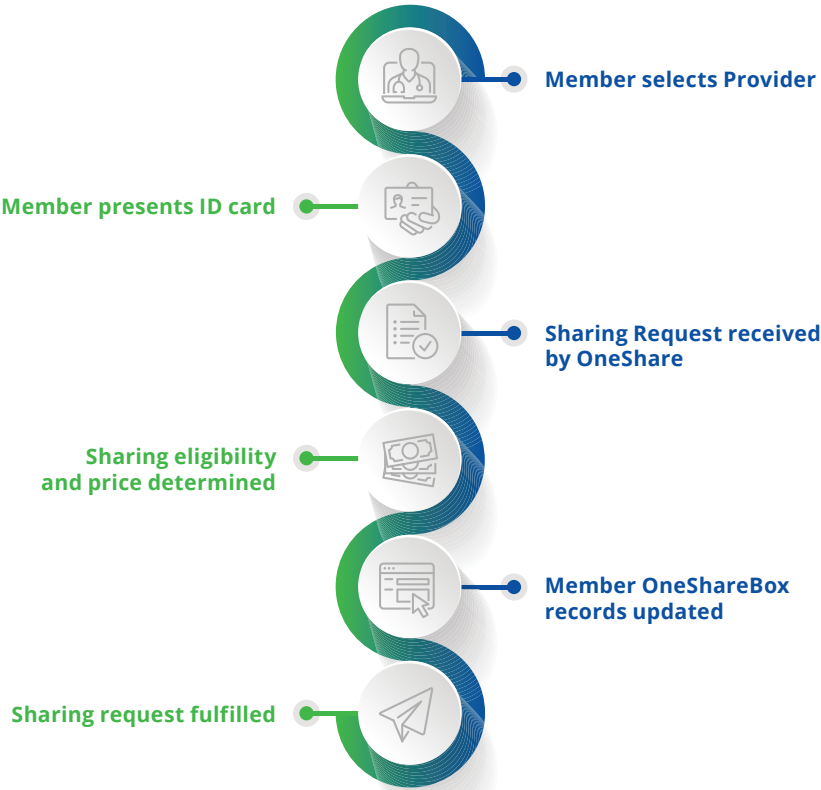 Member selects Provider
Member presents ID card
Sharing Request received
by OneShare
Sharing eligibility
and price determined
Member OneShareBox
records updated
Sharing request fulfilled